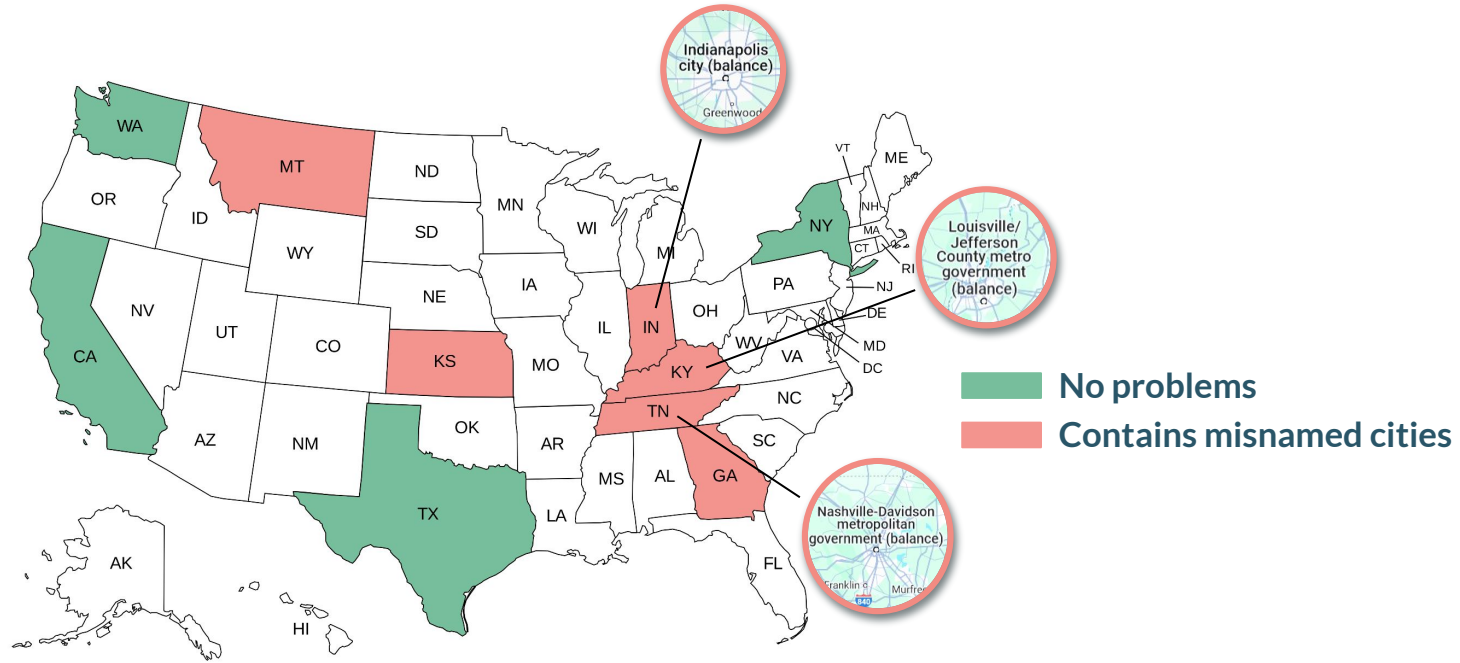 Indianapolis
city (balance)
Greenwood
WA
MT
ND
MN
VT
ME
OR
ID
SD
WI
MI
NY
NH
MA
CT
RI
Louisville/
Jefferson
County metro
government
(balance)
WY
NE
IA
PA
NJ
NV
UT
CO
IL
IN
OH
DE
MD
DC
CA
KS
MO
KY
WV
VA
No problems
Contains misnamed cities
AZ
NM
OK
AR
TN
NC
SC
MS
AL
GA
TX
LA
FL
Nashville-Davidson
metropolitan
government (balance)
Franklin
Murfre
840
AK
HI